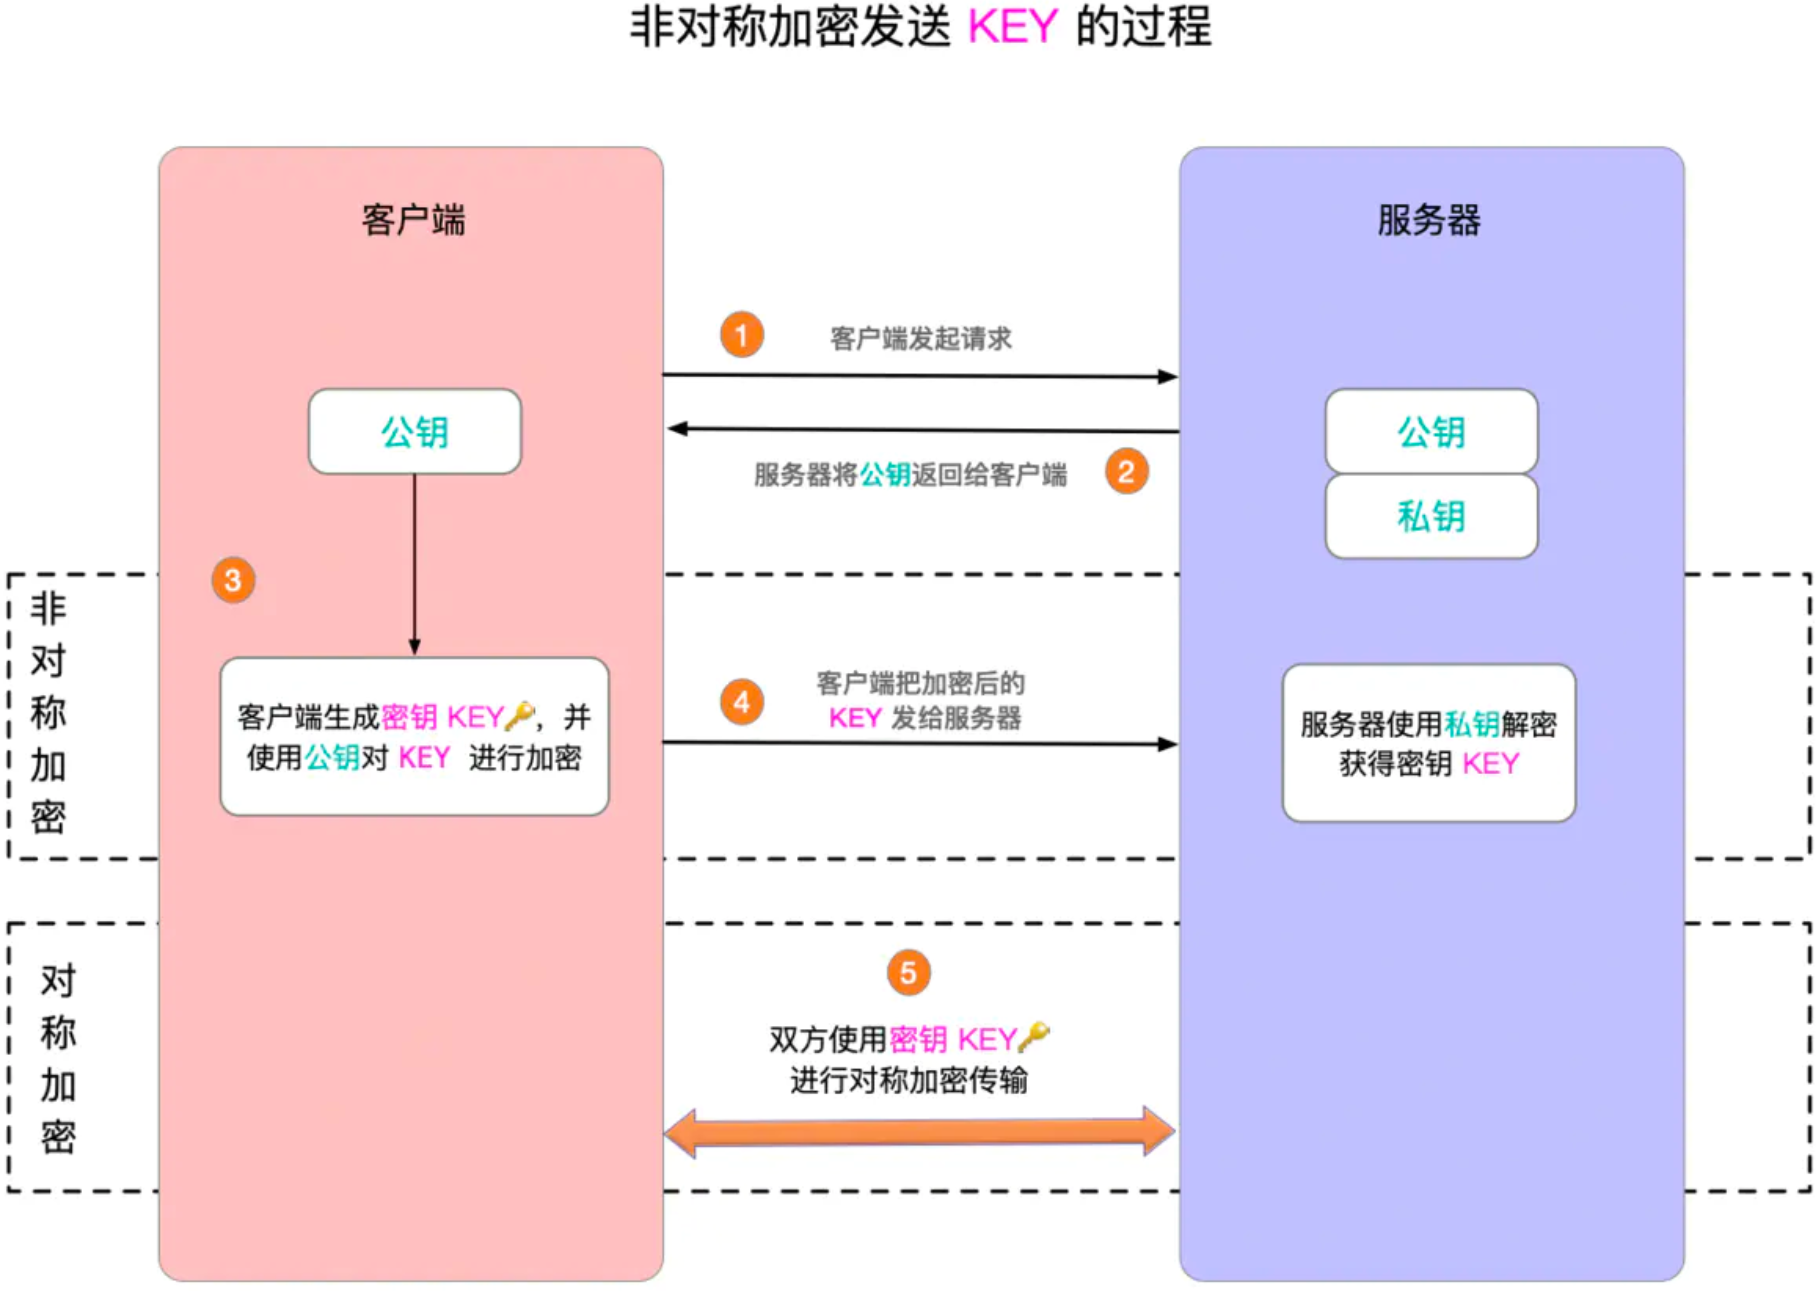 非对称加密发送 KEY 的过程
客户端
服务器
1
客户端发起请求
公钥
公钥
私钥
服务器将公钥返回给客户端
2
3
非
对
称
加
密
客户端生成密钥 KEY🔑，并
使用公钥对 KEY 进行加密
4
客户端把加密后的
KEY 发给服务器
服务器使用私钥解密
获得密钥 KEY
对
称
加
密
5
双方使用密钥 KEY🔑
进行对称加密传输